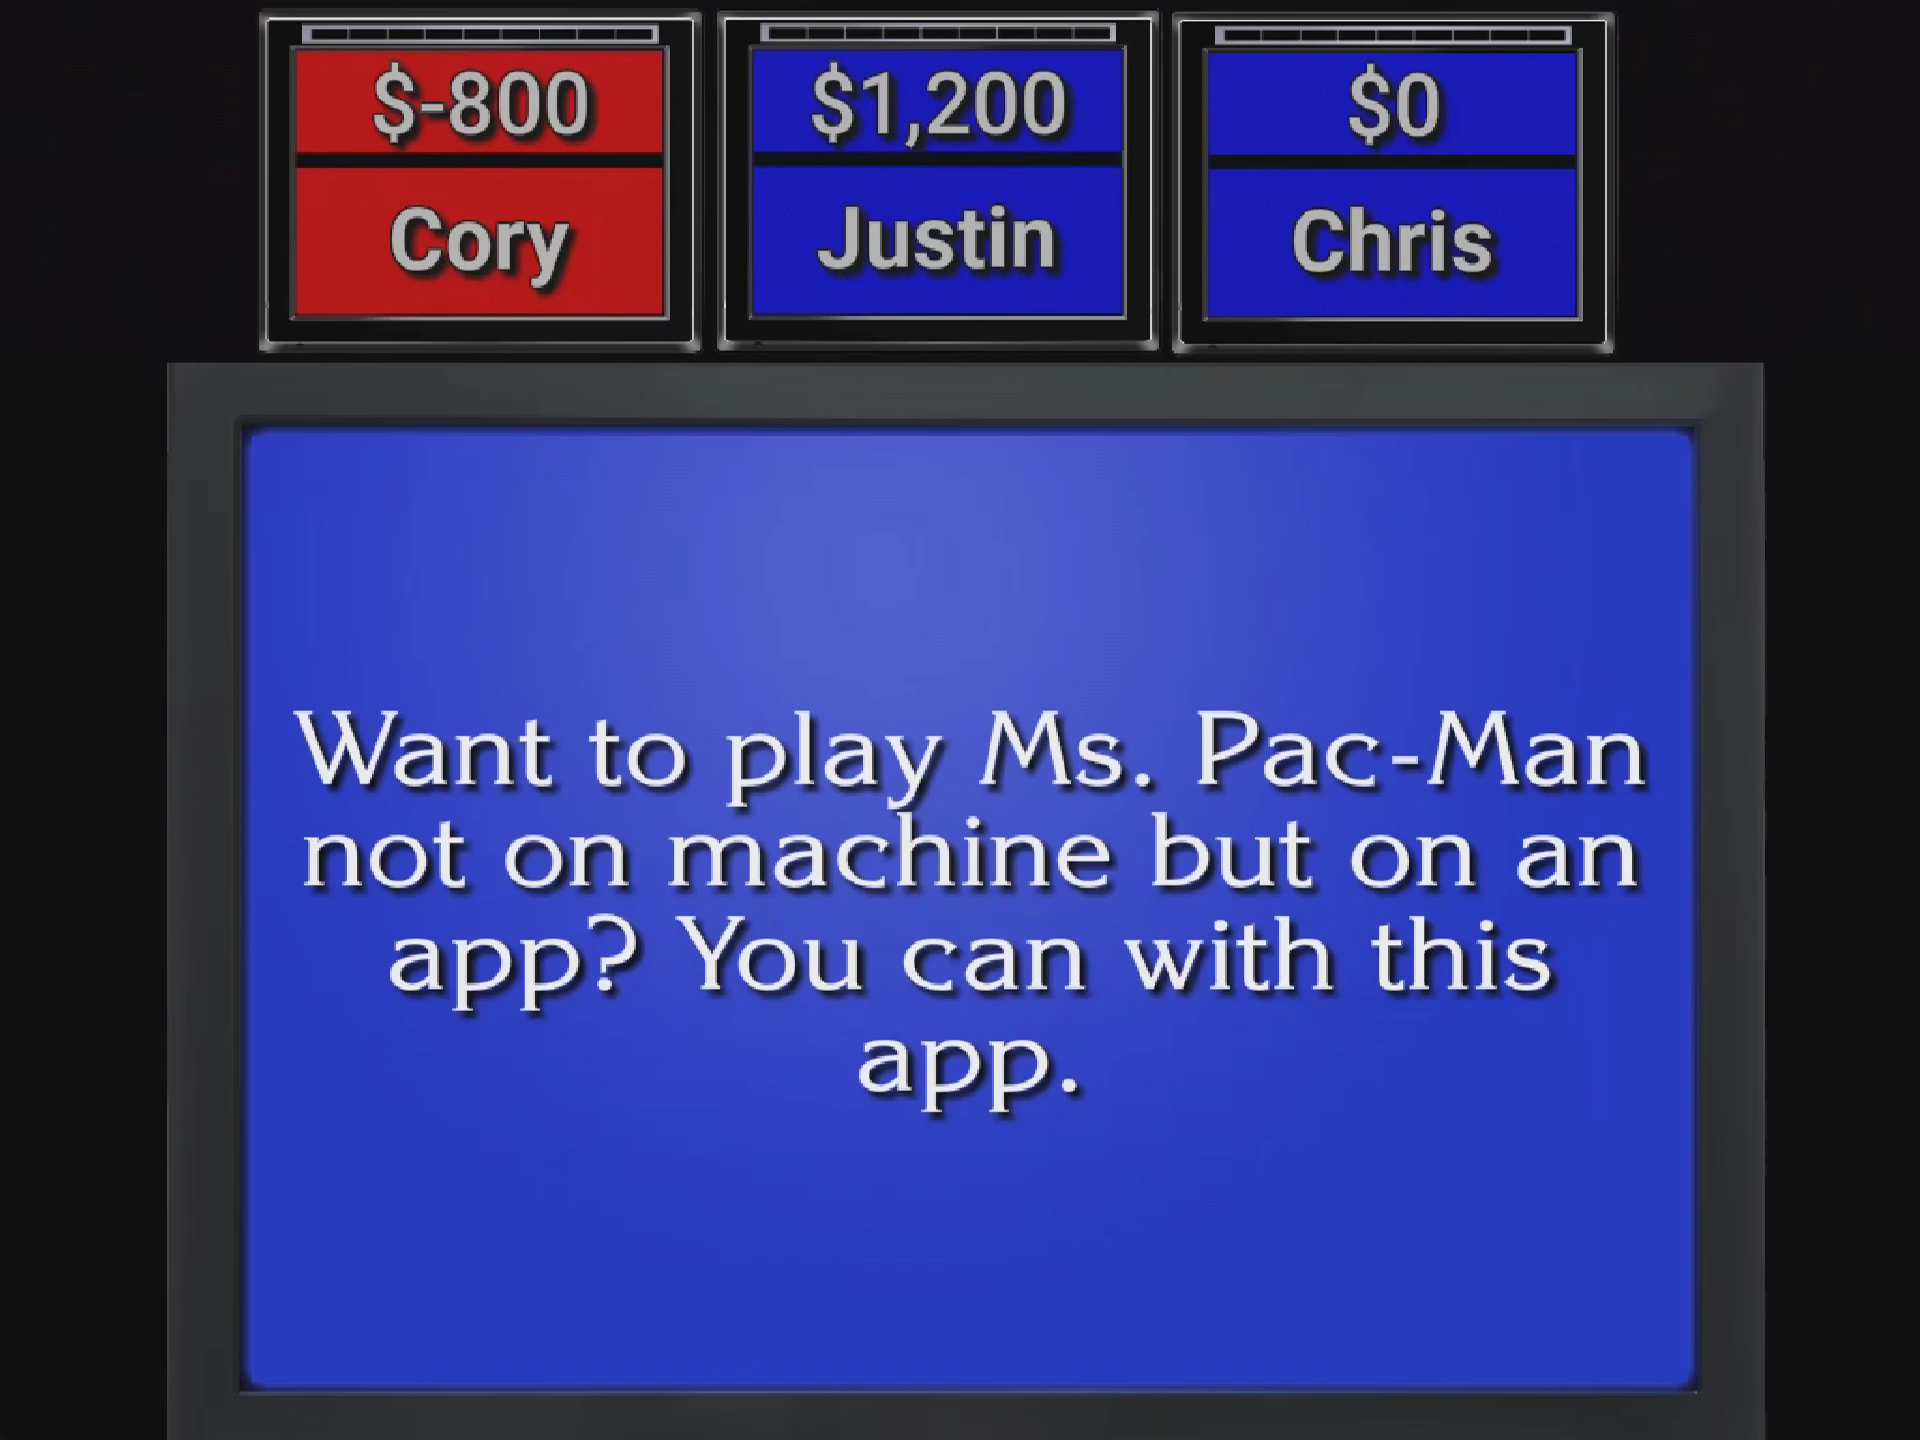 $-800
Cory
$1,200
Justin
$0
Chris
Want to play Ms. Pac-Man
not on machine but on an
app? You can with this
app.